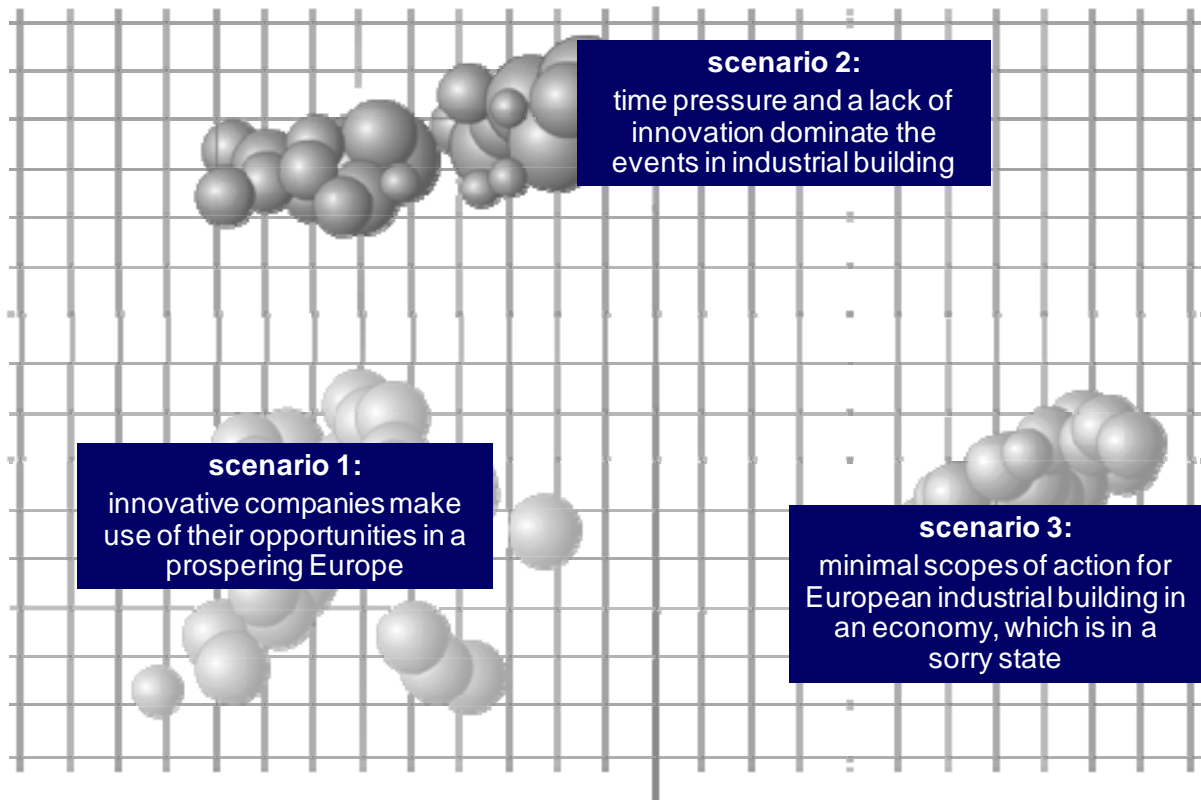 scenario 2:
time pressure and a lack of
innovation dominate the
events in industrial building
scenario 1:
innovative companies make
use of their opportunities in a
prospering Europe
scenario 3:
minimal scopes of action for
European industrial building in
an economy, which is in a
sorry state